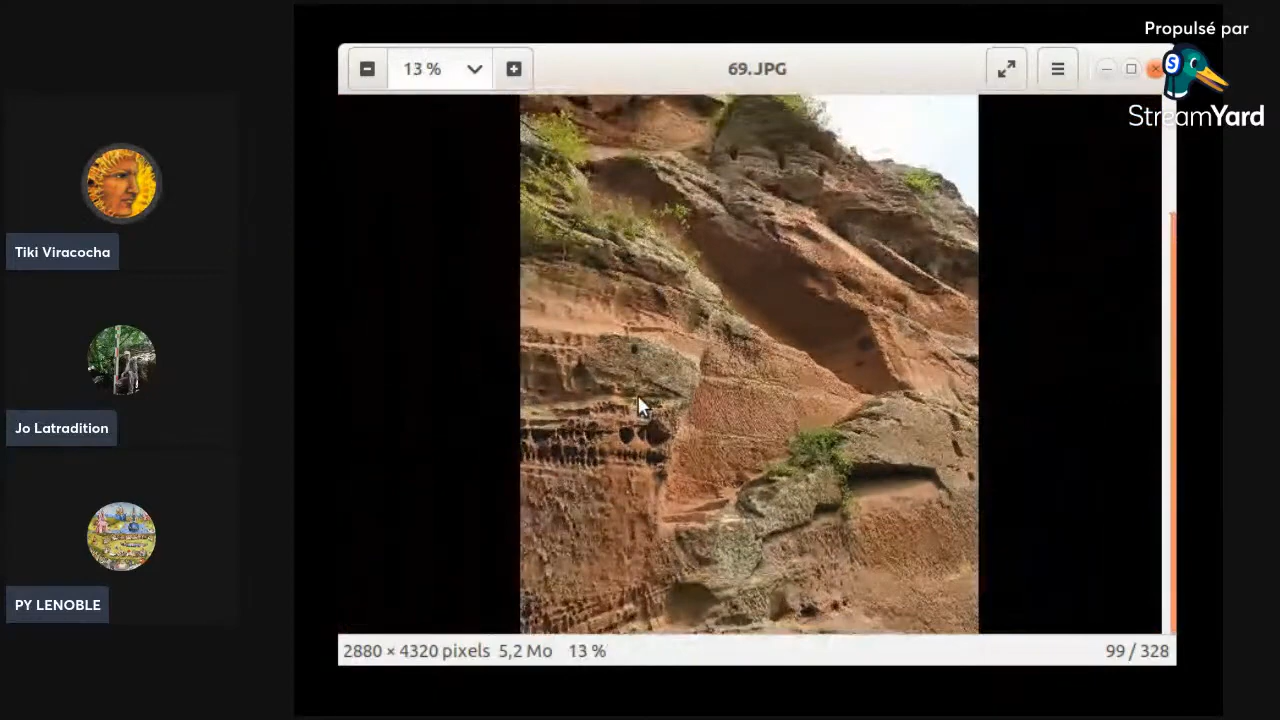 Propulsé par
StreamYard
13 %
69.JPG
Tiki Viracocha
Jo Latradition
PY LENOBLE
2880 × 4320 pixels 5,2 Mo 13 %
99 / 328